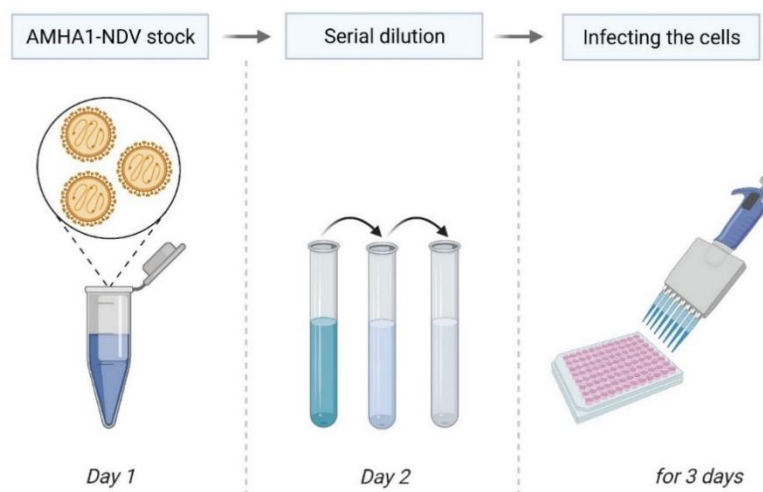 AMHA1-NDV stock
Serial dilution
Infecting the cells
Day 1
Day 2
for 3 days